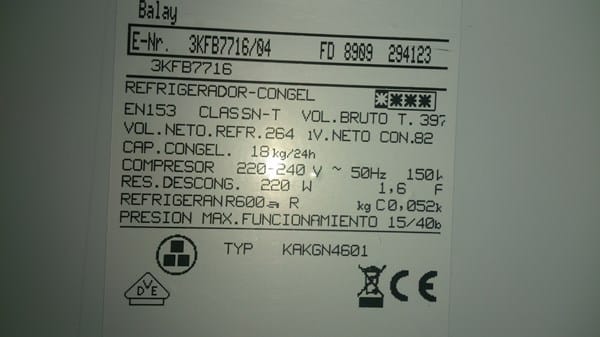 Balay
E-Nr. 3KFB7716/04 FD 8909 294123
3KFB7716
REFRIGERADOR-CONGEL
EN153 CLASSN-T VOL.BRUTO T. 397
VOL.NETO.REFR.264 lV.NETO CON.82
CAP.CONGEL. 18kg/24h
COMPRESOR 220-240 V ~ 50Hz 150W
RES.DESCONG. 220 W 1,6 F
REFRIGERANR600a R kg C0,052k
PRESION MAX.FUNCIONAMIENTO 15/40b
TYP KAKGN4601
DVE
CE